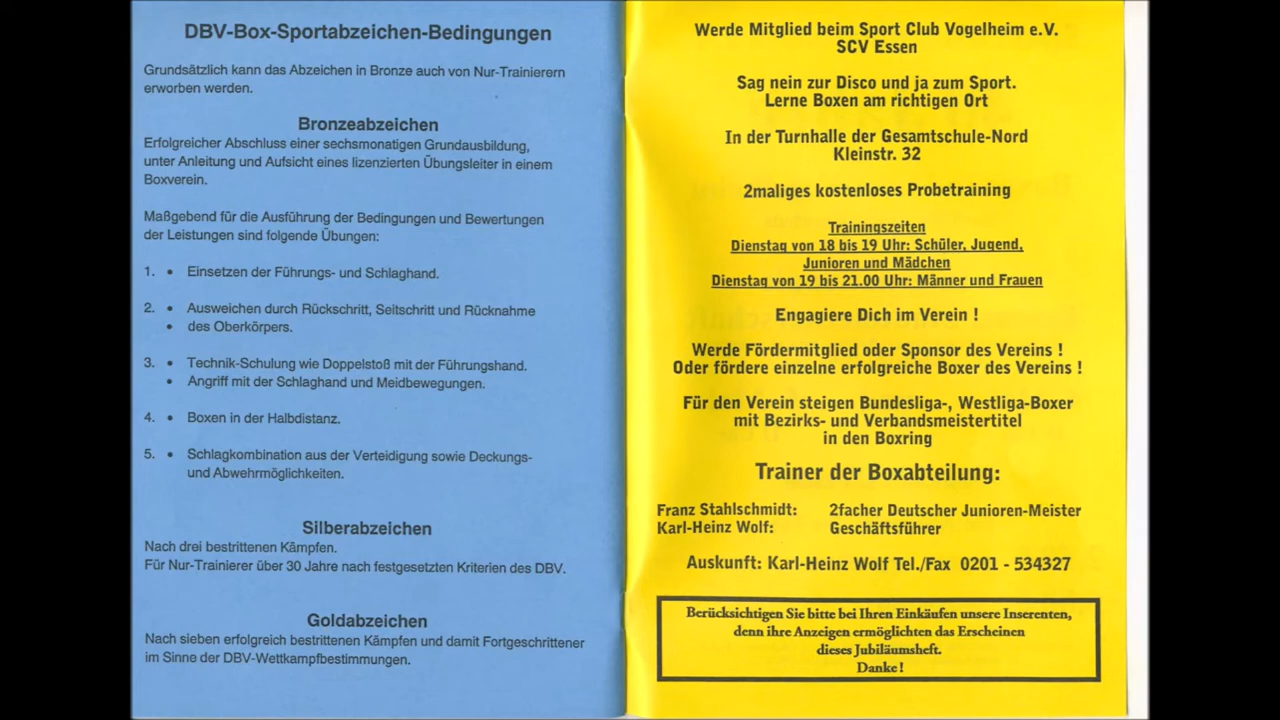 DBV-Box-Sportabzeichen-Bedingungen
Grundsätzlich kann das Abzeichen in Bronze auch von Nur-Trainierern
erworben werden.
Bronzeabzeichen
Erfolgreicher Abschluss einer sechsmonatigen Grundausbildung,
unter Anleitung und Aufsicht eines lizenzierten Übungsleiter in einem
Boxverein.
Maßgebend für die Ausführung der Bedingungen und Bewertungen
der Leistungen sind folgende Übungen:
1. • Einsetzen der Führungs- und Schlaghand.
2. • Ausweichen durch Rückschritt, Seitschritt und Rücknahme
• des Oberkörpers.
3. • Technik-Schulung wie Doppelstoß mit der Führungshand.
• Angriff mit der Schlaghand und Meidbewegungen.
4. • Boxen in der Halbdistanz.
5. • Schlagkombination aus der Verteidigung sowie Deckungs-
und Abwehrmöglichkeiten.
Silberabzeichen
Nach drei bestrittenen Kämpfen.
Für Nur-Trainierer über 30 Jahre nach festgesetzten Kriterien des DBV.
Goldabzeichen
Nach sieben erfolgreich bestrittenen Kämpfen und damit Fortgeschrittener
im Sinne der DBV-Wettkampfbestimmungen.
Werde Mitglied beim Sport Club Vogelheim e.V.
SCV Essen
Sag nein zur Disco und ja zum Sport.
Lerne Boxen am richtigen Ort
In der Turnhalle der Gesamtschule-Nord
Kleinstr. 32
2maliges kostenloses Probetraining
Trainingszeiten
Dienstag von 18 bis 19 Uhr: Schüler, Jugend,
Junioren und Mädchen
Dienstag von 19 bis 21.00 Uhr: Männer und Frauen
Engagiere Dich im Verein !
Werde Fördermitglied oder Sponsor des Vereins !
Oder fördere einzelne erfolgreiche Boxer des Vereins !
Für den Verein steigen Bundesliga-, Westliga-Boxer
mit Bezirks- und Verbandsmeistertitel
in den Boxring
Trainer der Boxabteilung:
Franz Stahlschmidt: 2facher Deutscher Junioren-Meister
Karl-Heinz Wolf: Geschäftsführer
Auskunft: Karl-Heinz Wolf Tel./Fax 0201 - 534327
Berücksichtigen Sie bitte bei Ihren Einkäufen unsere Inserenten,
denn ihre Anzeigen ermöglichten das Erscheinen
dieses Jubiläumsheft.
Danke !